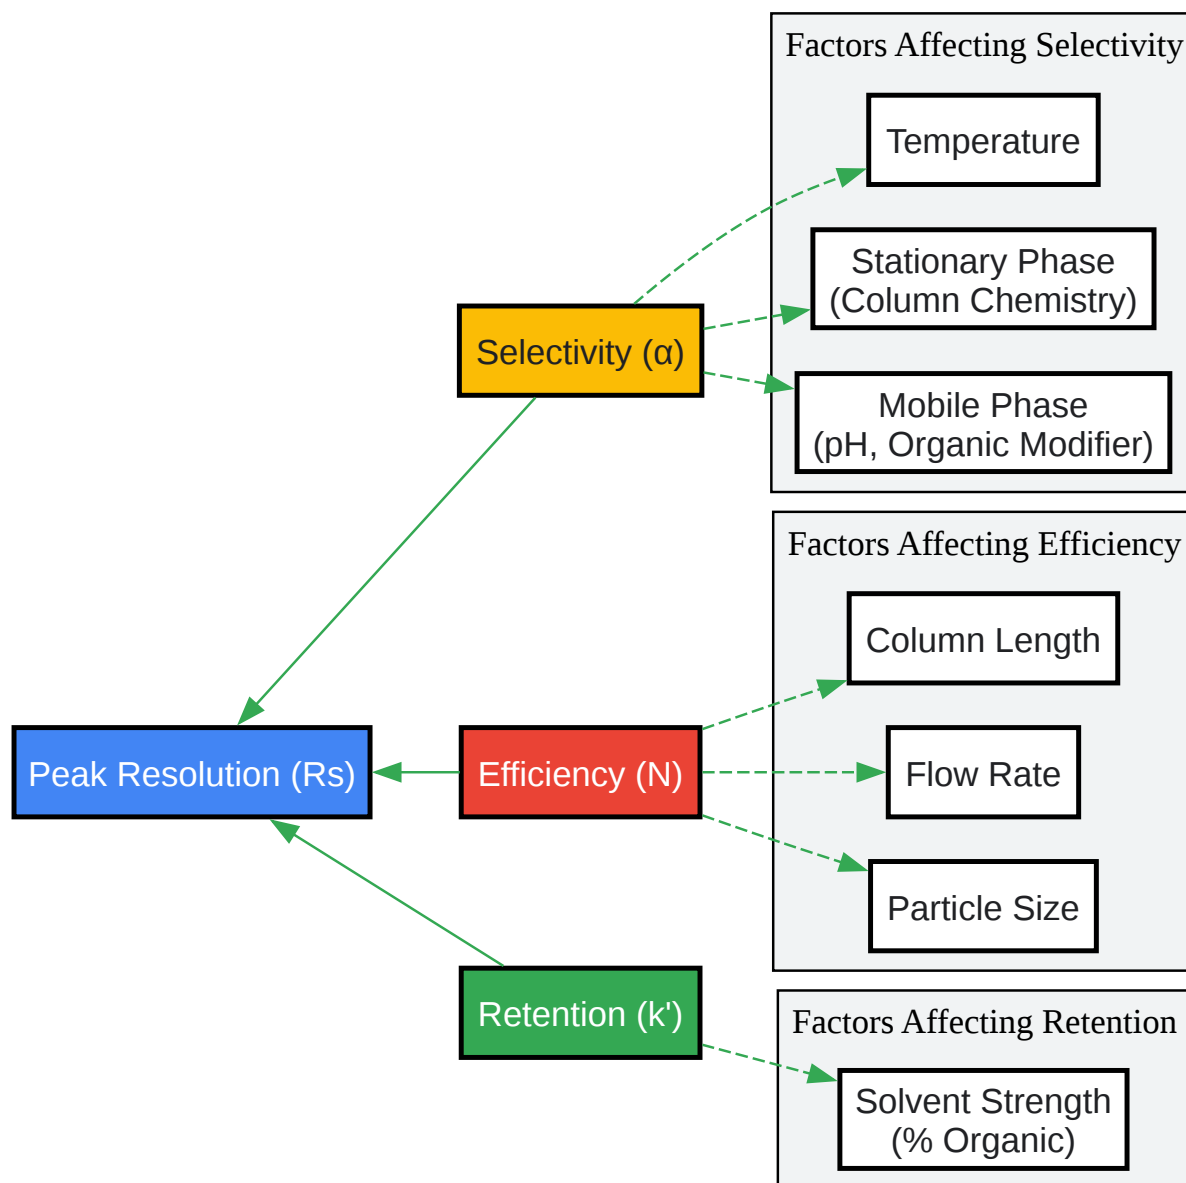 Factors Affecting Selectivity
Temperature
Stationary Phase
(Column Chemistry)
Selectivity (α)
Mobile Phase
(pH, Organic Modifier)
Factors Affecting Efficiency
Column Length
Peak Resolution (Rs)
Efficiency (N)
Flow Rate
Particle Size
Retention (k')
Factors Affecting Retention
Solvent Strength
(% Organic)